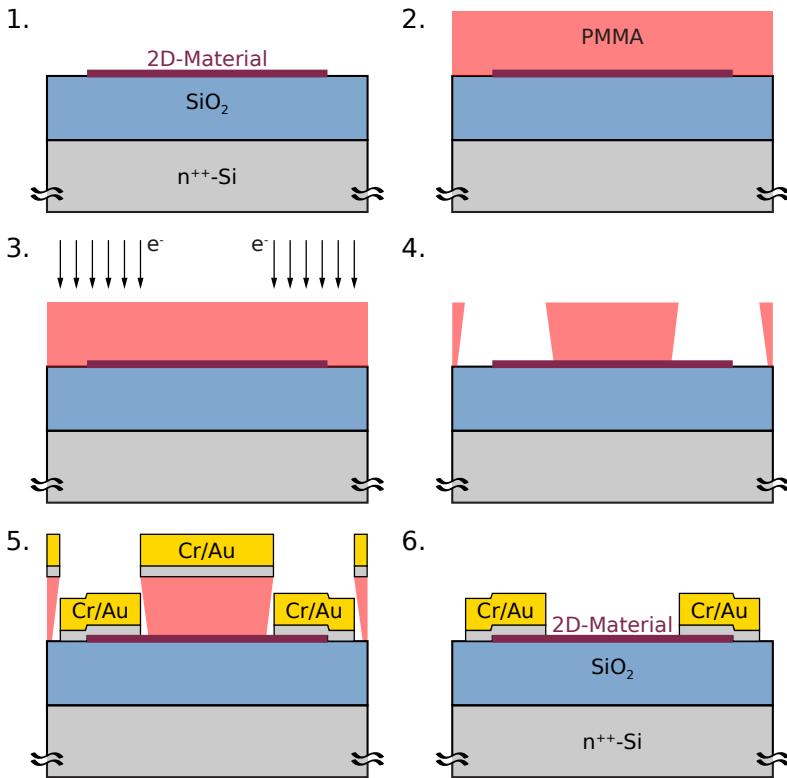 1.
2D-Material
SiO₂
n⁺⁺-Si
2.
PMMA
3.
e⁻
e⁻
4.
5.
Cr/Au
Cr/Au
Cr/Au
6.
Cr/Au
Cr/Au
2D-Material
SiO₂
n⁺⁺-Si